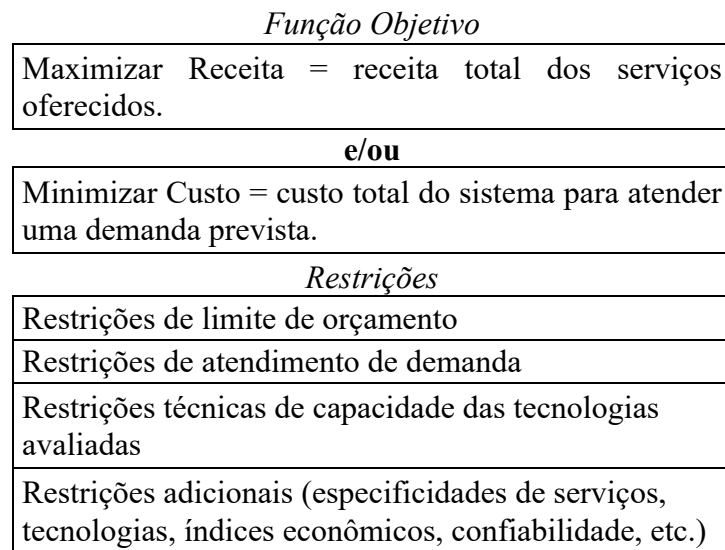 Função Objetivo
Maximizar Receita = receita total dos serviços
oferecidos.
e/ou
Minimizar Custo = custo total do sistema para atender
uma demanda prevista.
Restrições
Restrições de limite de orçamento
Restrições de atendimento de demanda
Restrições técnicas de capacidade das tecnologias
avaliadas
Restrições adicionais (especificidades de serviços,
tecnologias, índices econômicos, confiabilidade, etc.)